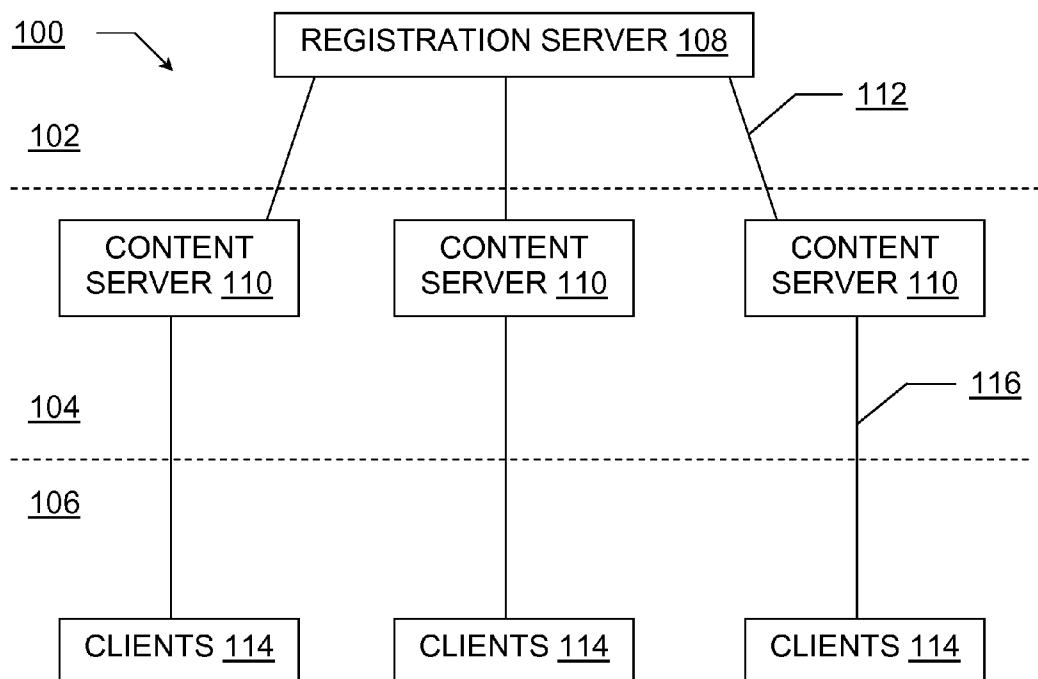 100
REGISTRATION SERVER 108
112
102
CONTENT
SERVER 110
CONTENT
SERVER 110
CONTENT
SERVER 110
116
104
106
CLIENTS 114
CLIENTS 114
CLIENTS 114